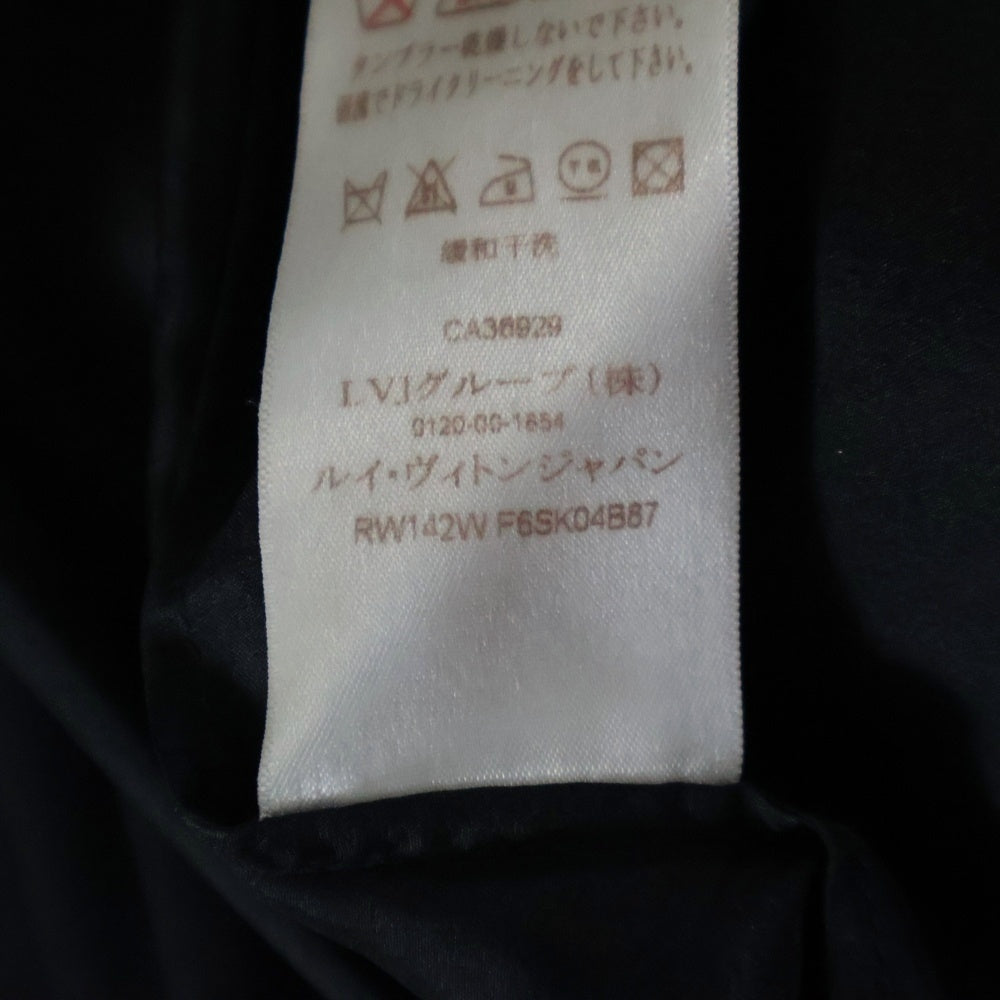 タンブラー乾燥しないで下さい。
弱溶でドライクリーニングをして下さい。
缓和干洗
CA36929
LVJグループ(株)
0120-00-1854
ルイ・ヴィトンジャパン
RW142W F6SK04B87